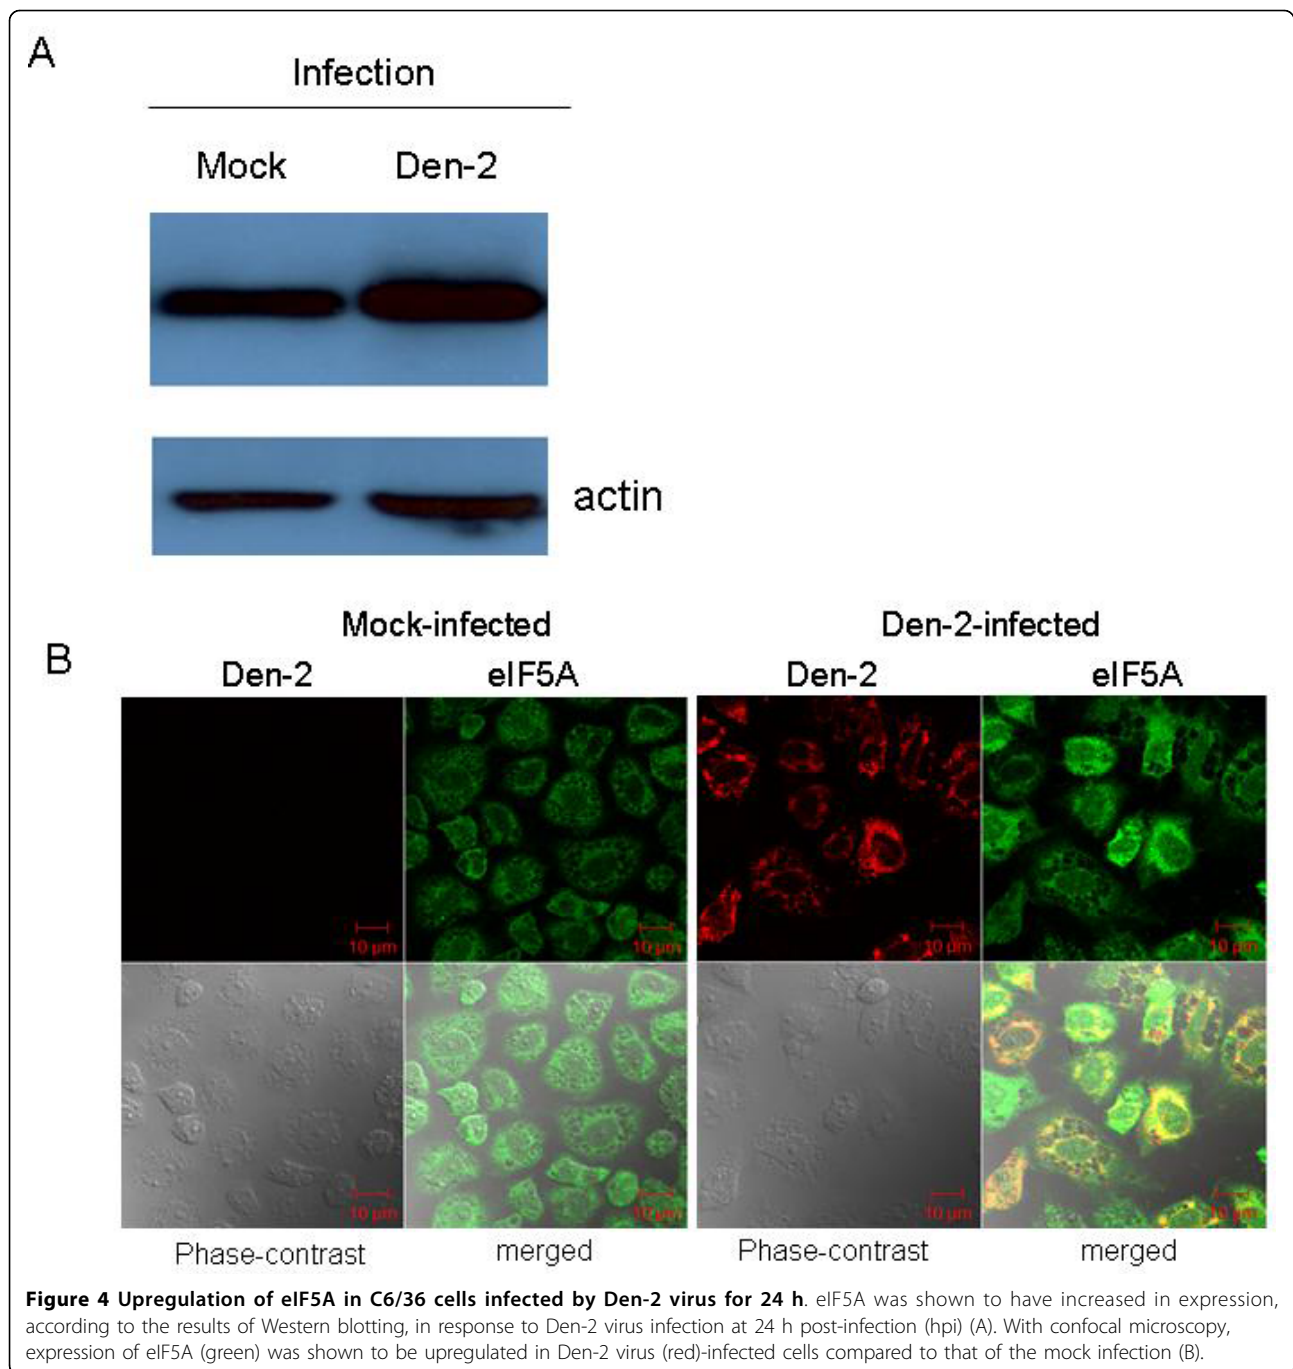 A
Infection
Mock Den-2
actin
B
Mock-infected Den-2-infected
Den-2 eIF5A Den-2 eIF5A
10 µm 10 µm 10 µm 10 µm
10 µm 10 µm 10 µm 10 µm
Phase-contrast merged Phase-contrast merged
Figure 4 Upregulation of eIF5A in C6/36 cells infected by Den-2 virus for 24 h. eIF5A was shown to have increased in expression,
according to the results of Western blotting, in response to Den-2 virus infection at 24 h post-infection (hpi) (A). With confocal microscopy,
expression of eIF5A (green) was shown to be upregulated in Den-2 virus (red)-infected cells compared to that of the mock infection (B).